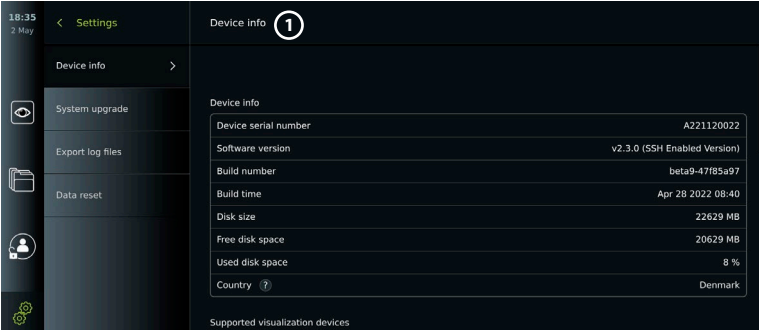 18:35
2 May
Settings
Device info
System upgrade
Export log files
Data reset
Device info 1
Device info
Device serial number A221120022
Software version v2.3.0 (SSH Enabled Version)
Build number beta9-47f85a97
Build time Apr 28 2022 08:40
Disk size 22629 MB
Free disk space 20629 MB
Used disk space 8 %
Country ? Denmark
Supported visualization devices